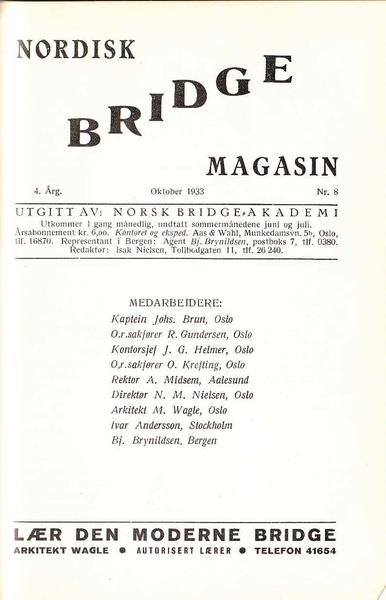 NORDISK
BRIDGE
MAGASIN
4. Årg. Oktober 1933 Nr. 8
UTGITT AV: NORSK BRIDGE-AKADEMI
Utkommer 1 gang månedlig, undtatt sommermånedene juni og juli.
Årsabonnement kr. 6,00. Kontoret og eksped. Aas & Wahl, Munkedamsvn. 5b, Oslo,
tlf. 16870. Representant i Bergen: Agent Bj. Brynildsen, postboks 7, tlf. 0380.
Redaktør: Isak Nielsen, Tollbodgaten 11, tlf. 26240.
MEDARBEIDERE:
Kaptein Johs. Brun, Oslo
O.r.sakfører R. Gundersen, Oslo
Kontorsjef J. G. Helmer, Oslo
O,r.sakfører O. Krefting, Oslo
Rektor A. Midsem, Aalesund
Direktør N. M. Nielsen, Oslo
Arkitekt M. Wagle, Oslo
Ivar Andersson, Stockholm
Bj. Brynildsen, Bergen
LÆR DEN MODERNE BRIDGE
ARKITEKT WAGLE ● AUTORISERT LÆRER ● TELEFON 41654